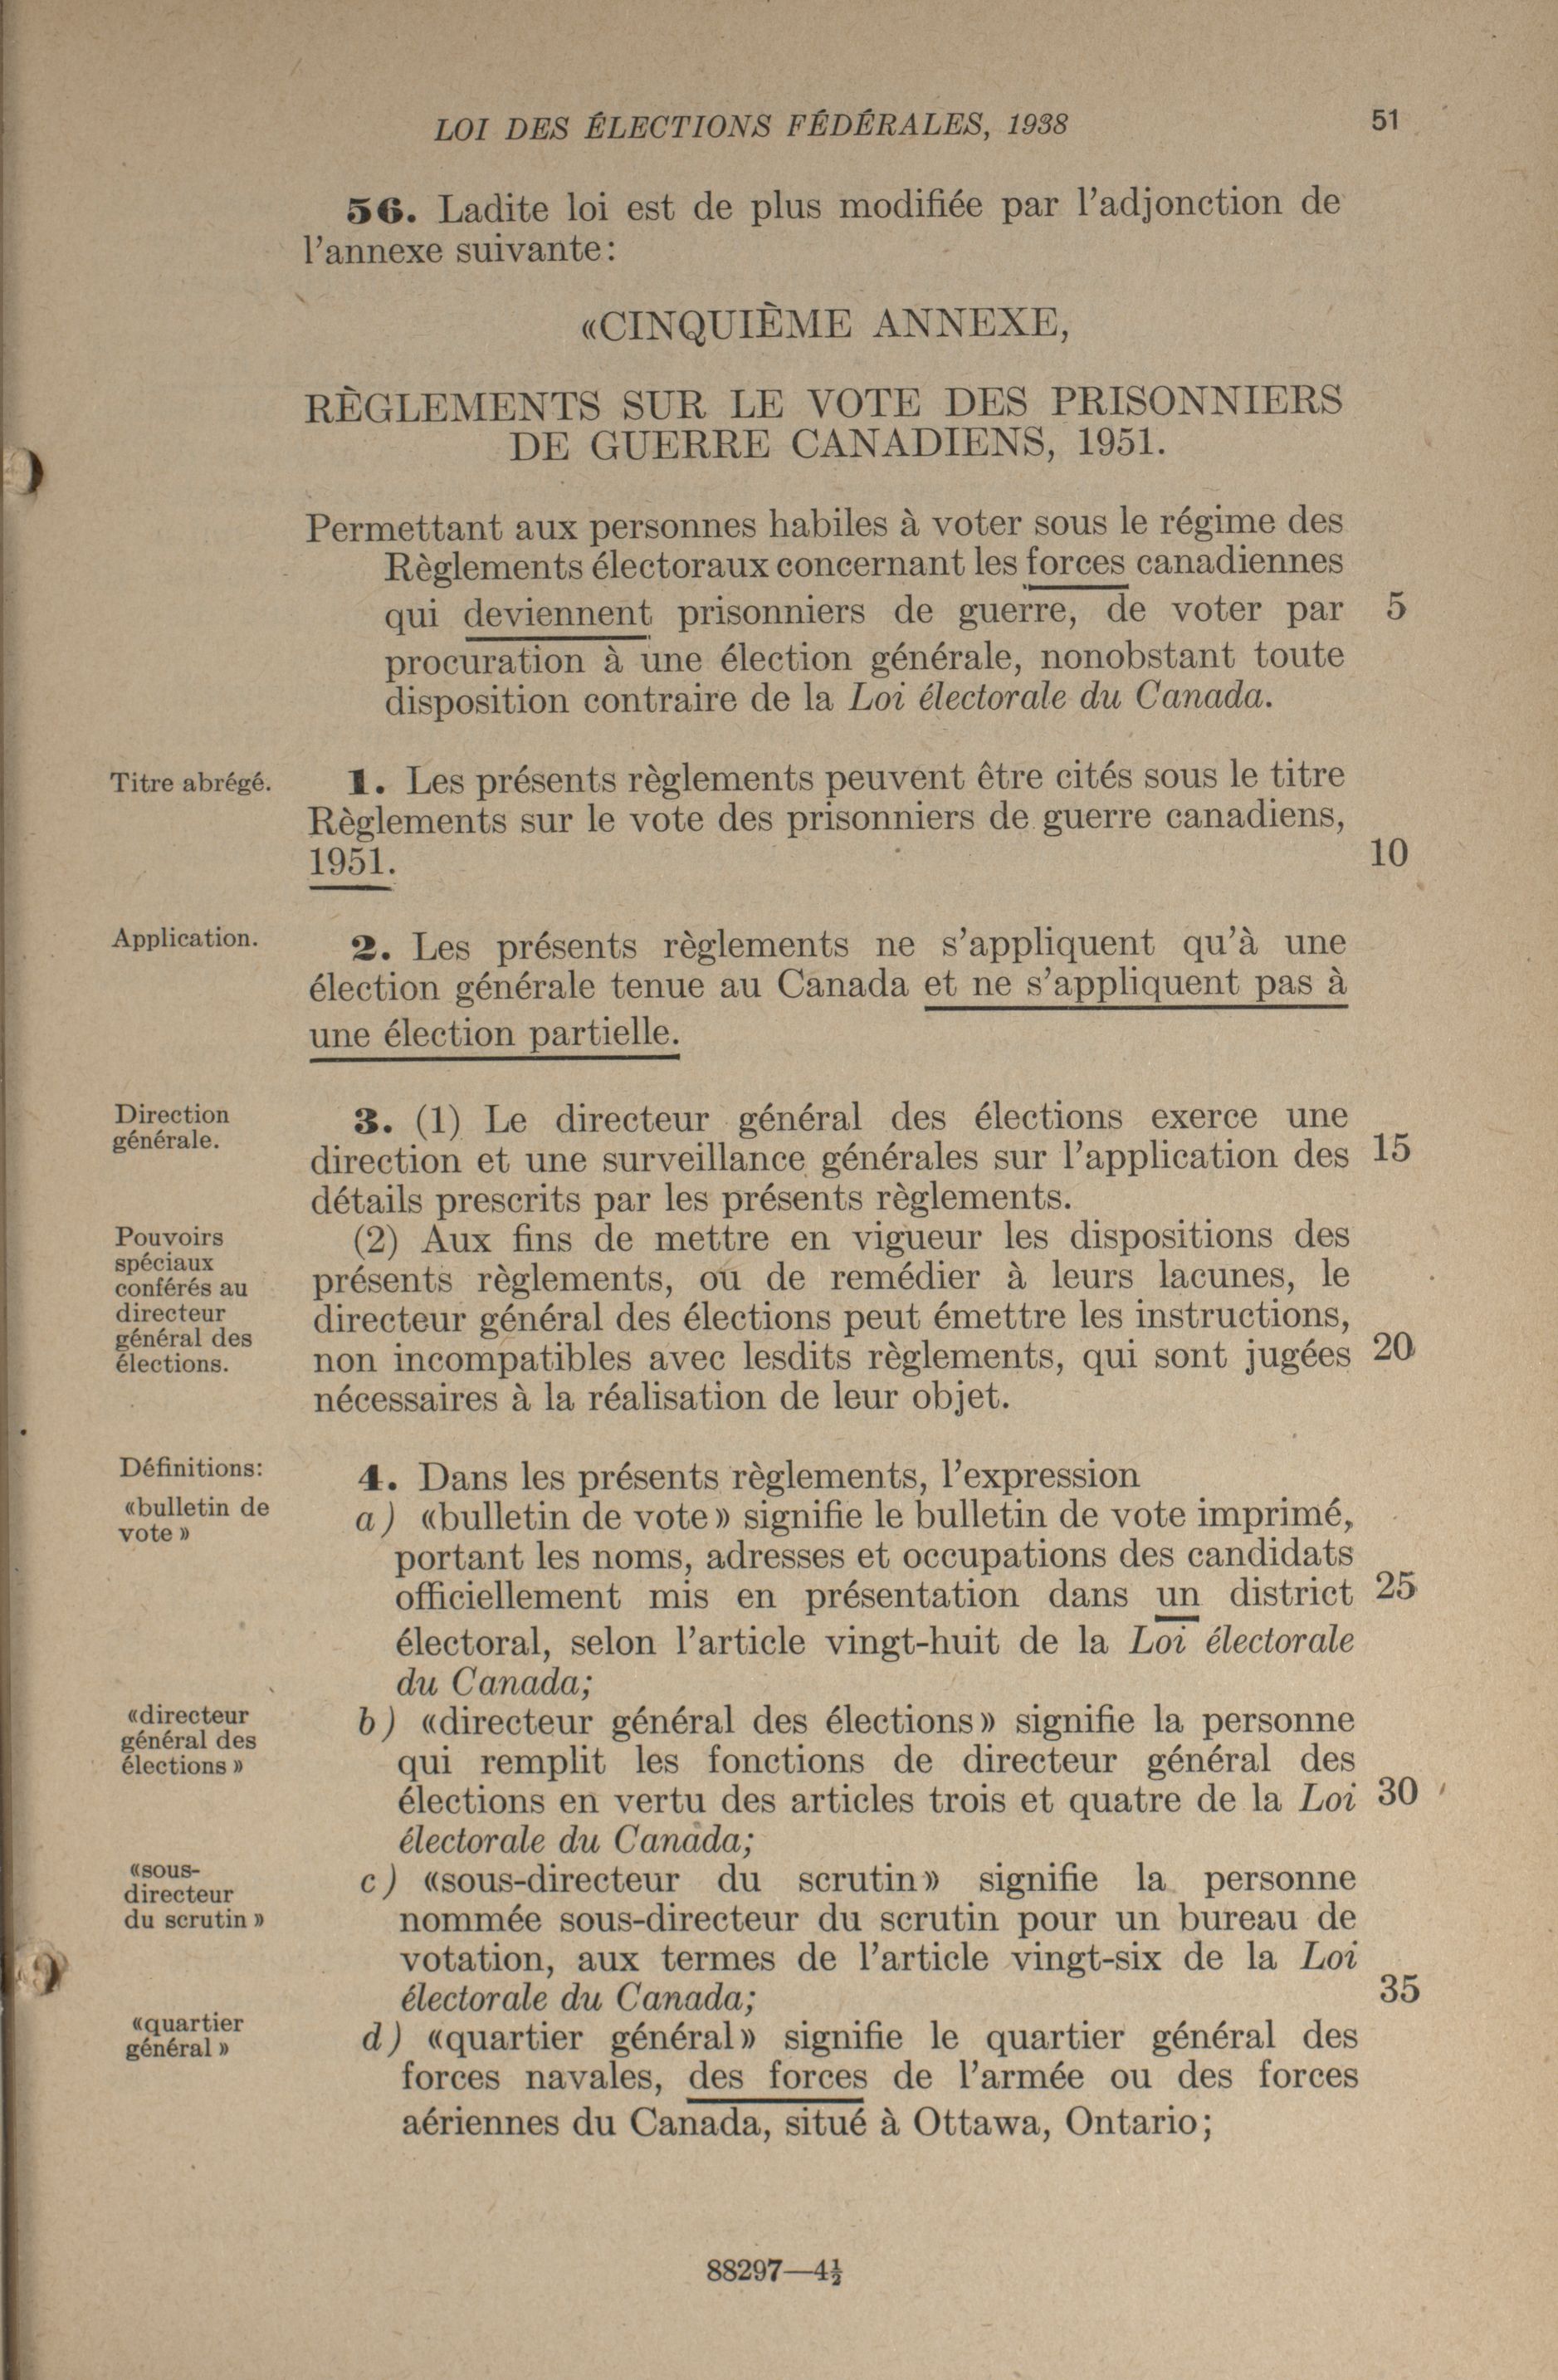 LOI DES ÉLECTIONS FÉDÉRALES, 1938 51
56. Ladite loi est de plus modifiée par l'adjonction de
l'annexe suivante:
«CINQUIÈME ANNEXE,
RÈGLEMENTS SUR LE VOTE DES PRISONNIERS
DE GUERRE CANADIENS, 1951.
Permettant aux personnes habiles à voter sous le régime des
Règlements électoraux concernant les forces canadiennes
qui deviennent prisonniers de guerre, de voter par 5
procuration à une élection générale, nonobstant toute
disposition contraire de la Loi électorale du Canada.
Titre abrégé.
1. Les présents règlements peuvent être cités sous le titre
Règlements sur le vote des prisonniers de guerre canadiens,
1951. 10
Application.
2. Les présents règlements ne s'appliquent qu'à une
élection générale tenue au Canada et ne s'appliquent pas à
une élection partielle.
Direction
générale.
3. (1) Le directeur général des élections exerce une
direction et une surveillance générales sur l'application des 15
détails prescrits par les présents règlements.
Pouvoirs
spéciaux
conférés au
directeur
général des
élections.
(2) Aux fins de mettre en vigueur les dispositions des
présents règlements, ou de remédier à leurs lacunes, le
directeur général des élections peut émettre les instructions,
non incompatibles avec lesdits règlements, qui sont jugées 20
nécessaires à la réalisation de leur objet.
Définitions:
4. Dans les présents règlements, l'expression
«bulletin de
vote»
a) «bulletin de vote» signifie le bulletin de vote imprimé,
portant les noms, adresses et occupations des candidats
officiellement mis en présentation dans un district 25
électoral, selon l'article vingt-huit de la Loi électorale
du Canada;
«directeur
général des
élections»
b) «directeur général des élections» signifie la personne
qui remplit les fonctions de directeur général des
élections en vertu des articles trois et quatre de la Loi 30
électorale du Canada;
«sous-
directeur
du scrutin»
c) «sous-directeur du scrutin» signifie la personne
nommée sous-directeur du scrutin pour un bureau de
votation, aux termes de l'article vingt-six de la Loi
électorale du Canada; 35
«quartier
général»
d) «quartier général» signifie le quartier général des
forces navales, des forces de l'armée ou des forces
aériennes du Canada, situé à Ottawa, Ontario;
88297—4½